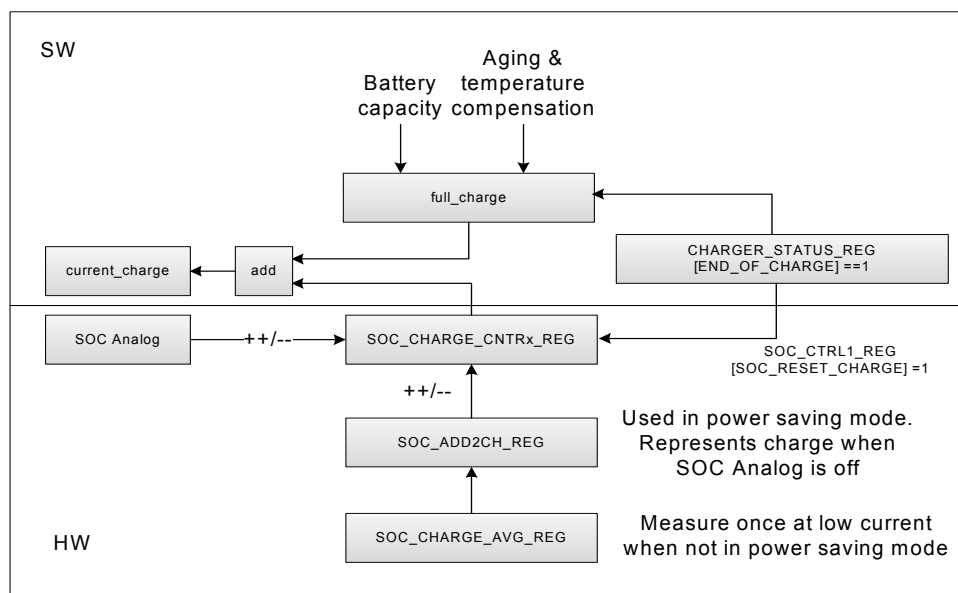 SW
Battery
capacity
Aging &
temperature
compensation
full_charge
CHARGER_STATUS_REG
[END_OF_CHARGE] ==1
current_charge
add
SOC Analog
++/--
SOC_CHARGE_CNTRx_REG
SOC_CTRL1_REG
[SOC_RESET_CHARGE] =1
++/--
SOC_ADD2CH_REG
Used in power saving mode.
Represents charge when
SOC Analog is off
SOC_CHARGE_AVG_REG
Measure once at low current
when not in power saving mode
HW